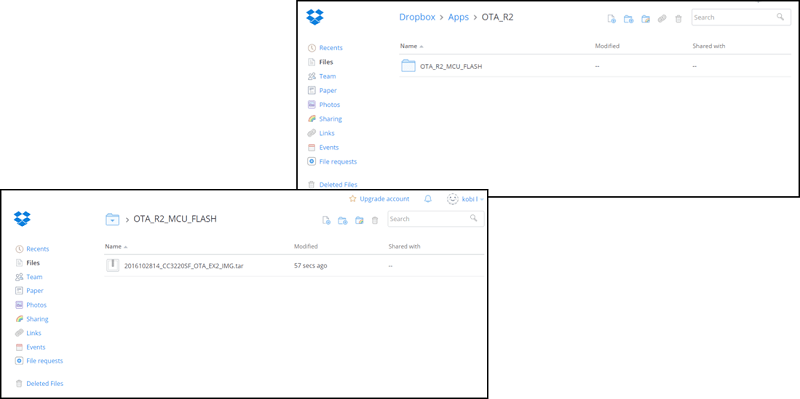 Dropbox > Apps > OTA_R2
Search
Name Modified Shared with
OTA_R2_MCU_FLASH -- --
Recents
Files
Team
Paper
Photos
Sharing
Links
Events
File requests
Deleted Files
Upgrade account kobi l
> OTA_R2_MCU_FLASH
Search
Name Modified Shared with
2016102814_CC3220SF_OTA_EX2_IMG.tar 57 secs ago --
Recents
Files
Team
Paper
Photos
Sharing
Links
Events
File requests
Deleted Files